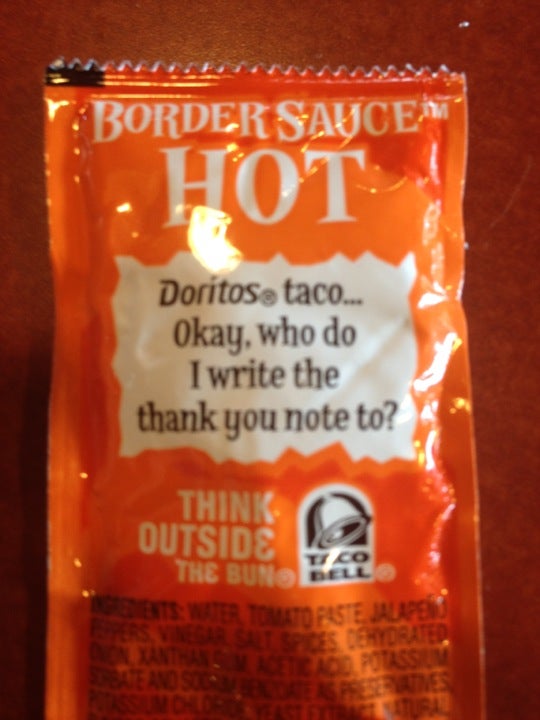 BORDER SAUCE™
HOT
Doritos® taco...
Okay, who do
I write the
thank you note to?
THINK
OUTSIDE
THE BUN®
TACO
BELL®
INGREDIENTS: WATER, TOMATO PASTE, JALAPENO
PEPPERS, VINEGAR, SALT, SPICES, DEHYDRATED
ONION, XANTHAN GUM, ACETIC ACID, POTASSIUM
SORBATE AND SODIUM BENZOATE AS PRESERVATIVES,
POTASSIUM CHLORIDE, YEAST EXTRACT, NATURAL